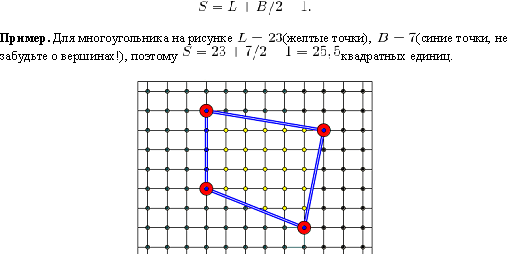 S = L + B/2 − 1.
Пример. Для многоугольника на рисунке L = 23(желтые точки), B = 7(синие точки, не
забудьте о вершинах!), поэтому S = 23 + 7/2 − 1 = 25, 5квадратных единиц.